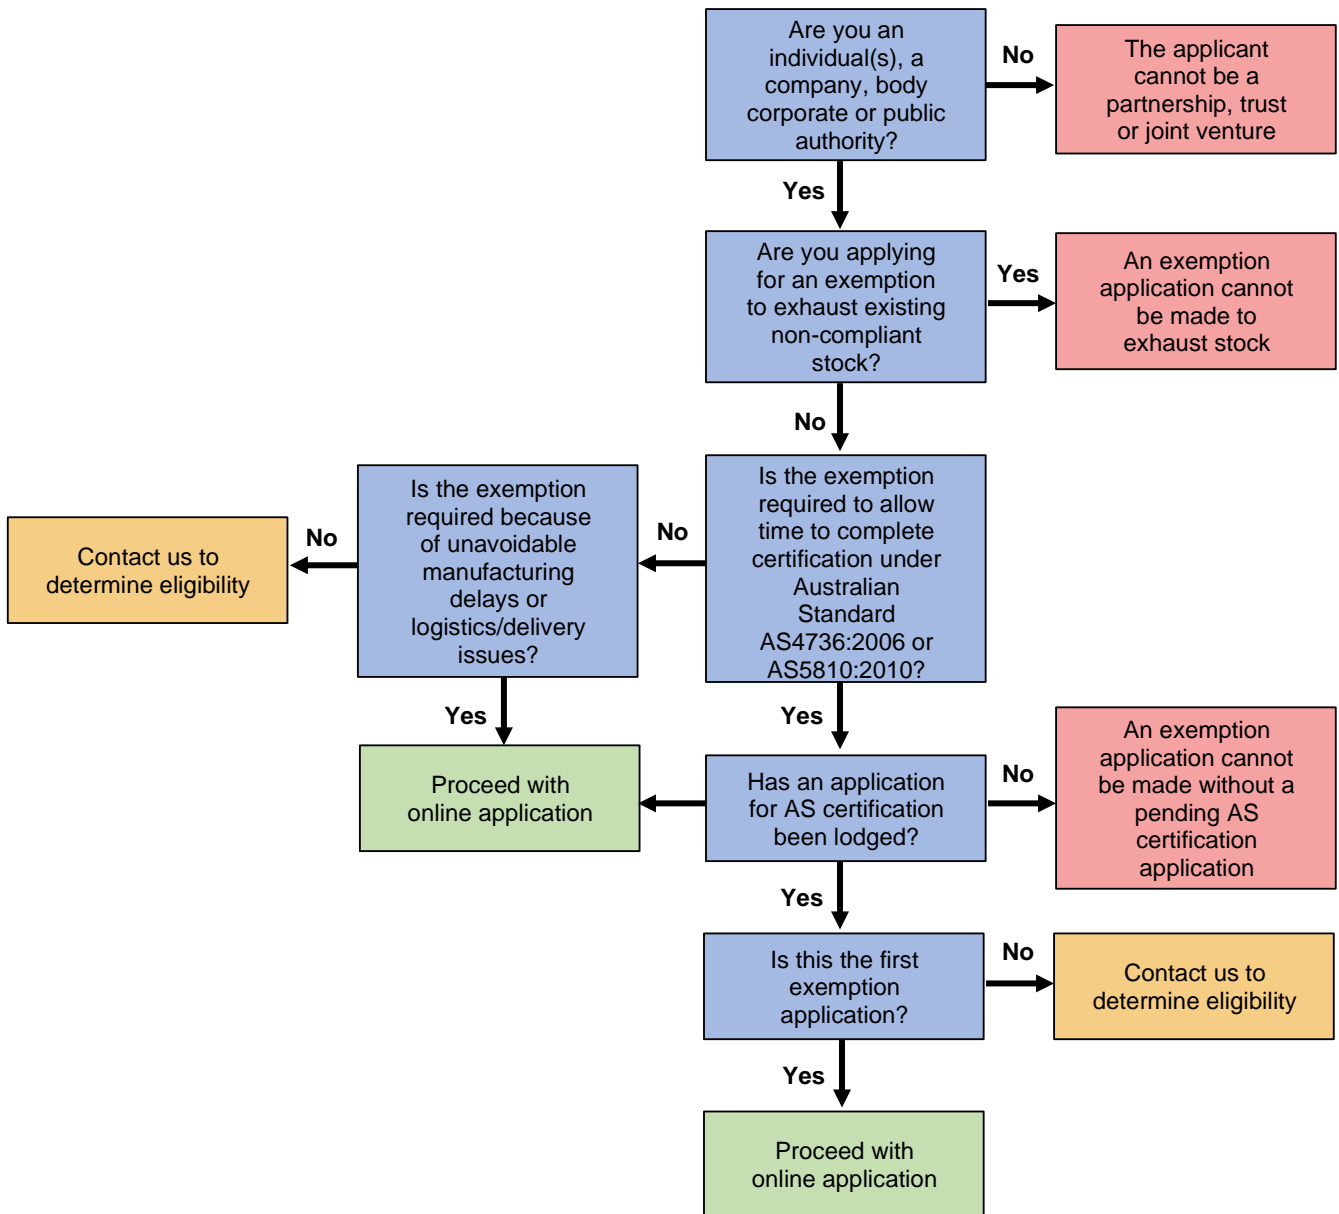 Are you an
individual(s), a
company, body
corporate or public
authority?
No
The applicant
cannot be a
partnership, trust
or joint venture
Yes
Are you applying
for an exemption
to exhaust existing
non-compliant
stock?
Yes
An exemption
application cannot
be made to
exhaust stock
No
Is the exemption
required to allow
time to complete
certification under
Australian
Standard
AS4736:2006 or
AS5810:2010?
No
Is the exemption
required because
of unavoidable
manufacturing
delays or
logistics/delivery
issues?
No
Contact us to
determine eligibility
Yes
Proceed with
online application
Yes
Has an application
for AS certification
been lodged?
No
An exemption
application cannot
be made without a
pending AS
certification
application
Yes
Is this the first
exemption
application?
No
Contact us to
determine eligibility
Yes
Proceed with
online application